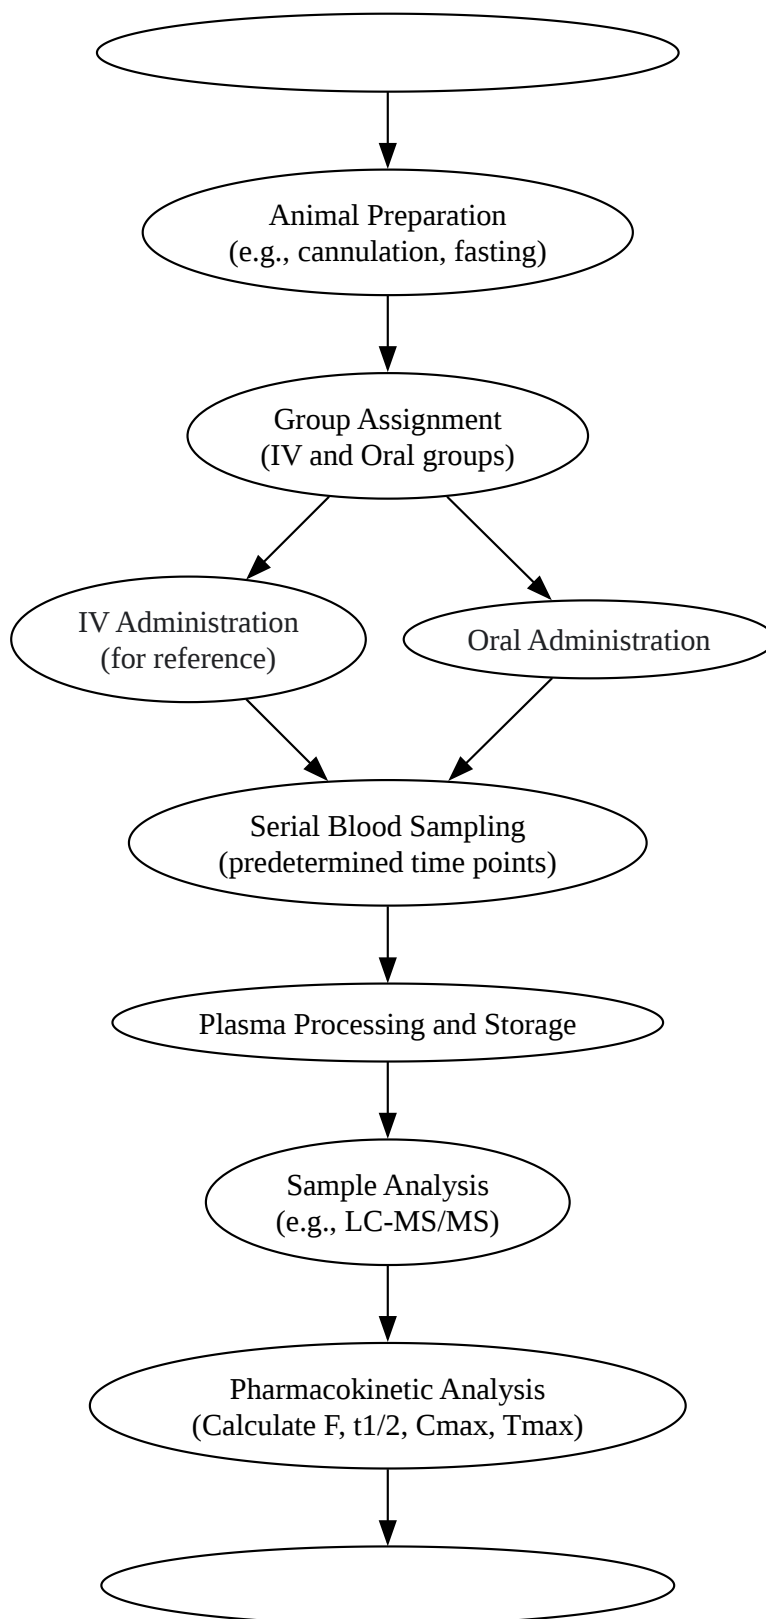 Animal Preparation
(e.g., cannulation, fasting)
Group Assignment
(IV and Oral groups)
IV Administration
(for reference)
Oral Administration
Serial Blood Sampling
(predetermined time points)
Plasma Processing and Storage
Sample Analysis
(e.g., LC-MS/MS)
Pharmacokinetic Analysis
(Calculate F, t1/2, Cmax, Tmax)